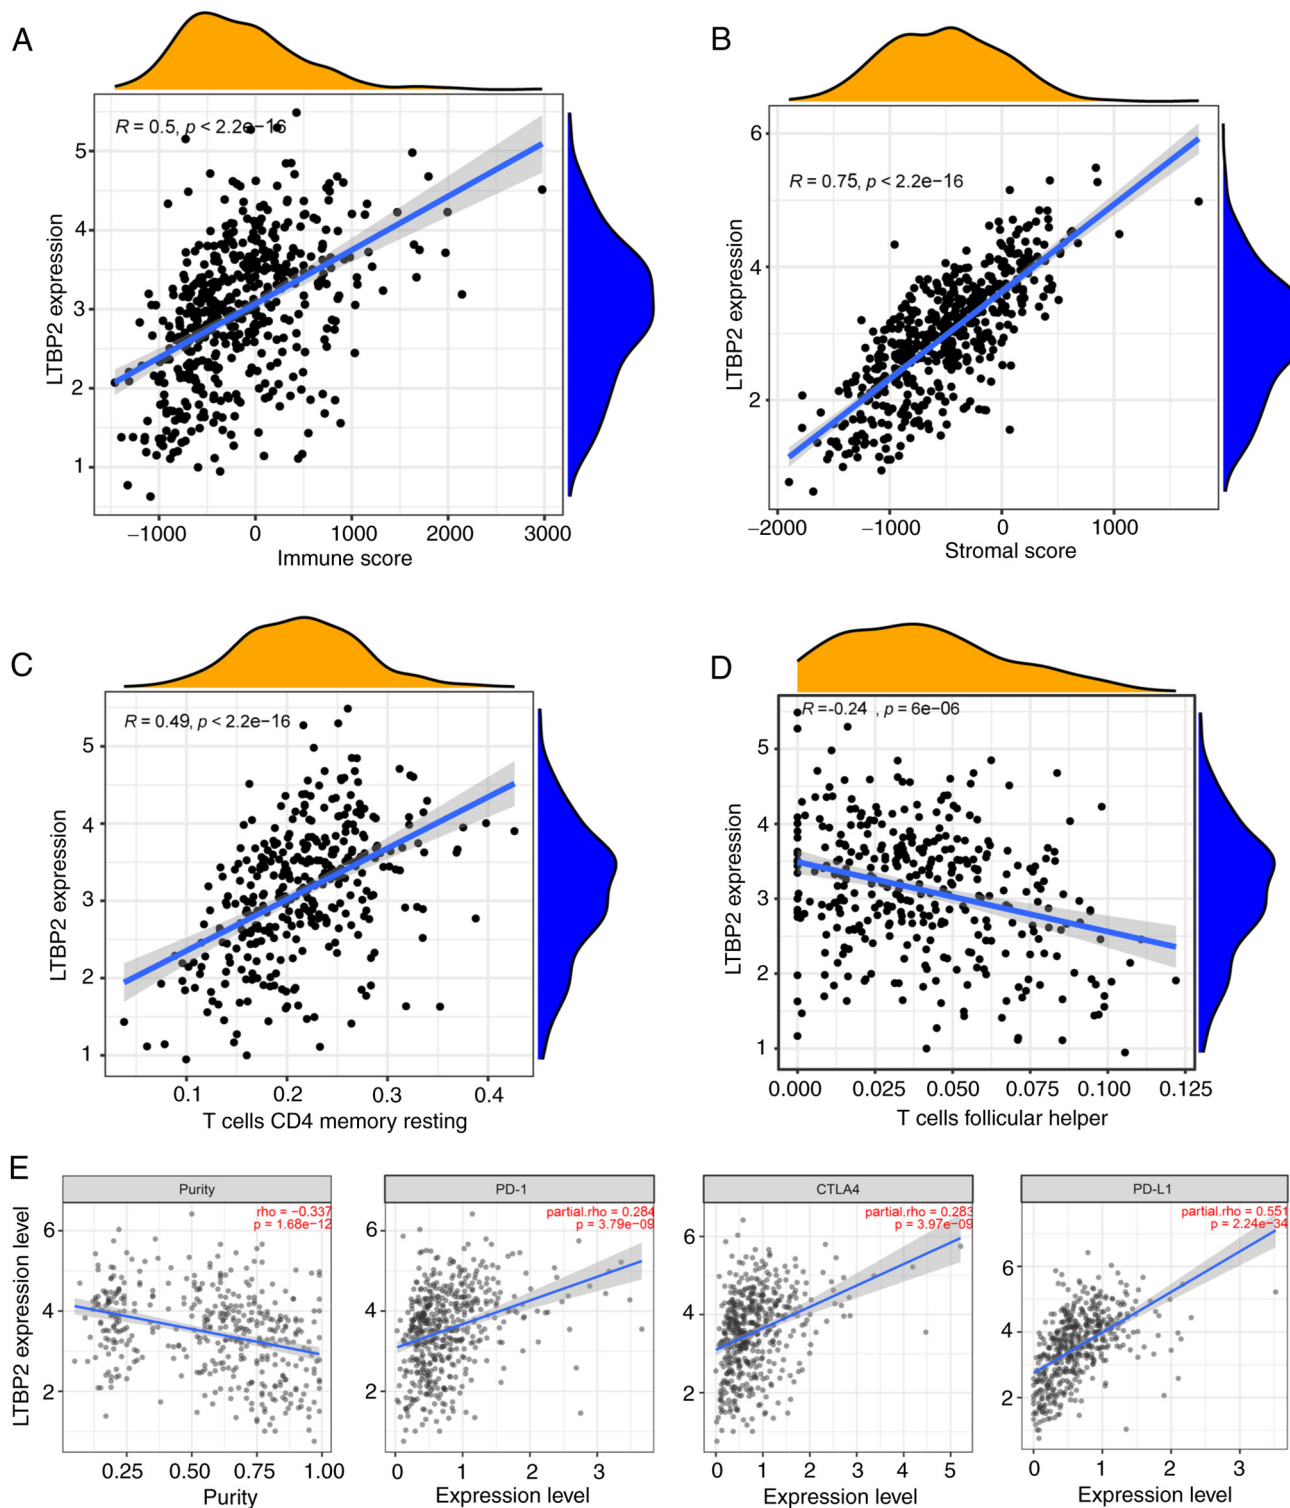 A
R = 0.5, p < 2.2e−16
5
4
3
2
1
LTBP2 expression
−1000
0
1000
2000
3000
Immune score
B
R = 0.75, p < 2.2e−16
6
4
2
LTBP2 expression
−2000
−1000
0
1000
Stromal score
C
R = 0.49, p < 2.2e−16
5
4
3
2
1
LTBP2 expression
0.1
0.2
0.3
0.4
T cells CD4 memory resting
D
R =-0.24 , p = 6e−06
5
4
3
2
1
LTBP2 expression
0.000
0.025
0.050
0.075
0.100
0.125
T cells follicular helper
E
LTBP2 expression level
Purity
rho = −0.337
p = 1.68e−12
6
4
2
0.25
0.50
0.75
1.00
Purity
PD-1
partial.rho = 0.284
p = 3.79e−09
6
4
2
0
1
2
3
Expression level
CTLA4
partial.rho = 0.283
p = 3.97e−09
6
4
2
0
1
2
3
4
5
Expression level
PD-L1
partial.rho = 0.551
p = 2.24e−34
6
4
2
0
1
2
3
Expression level